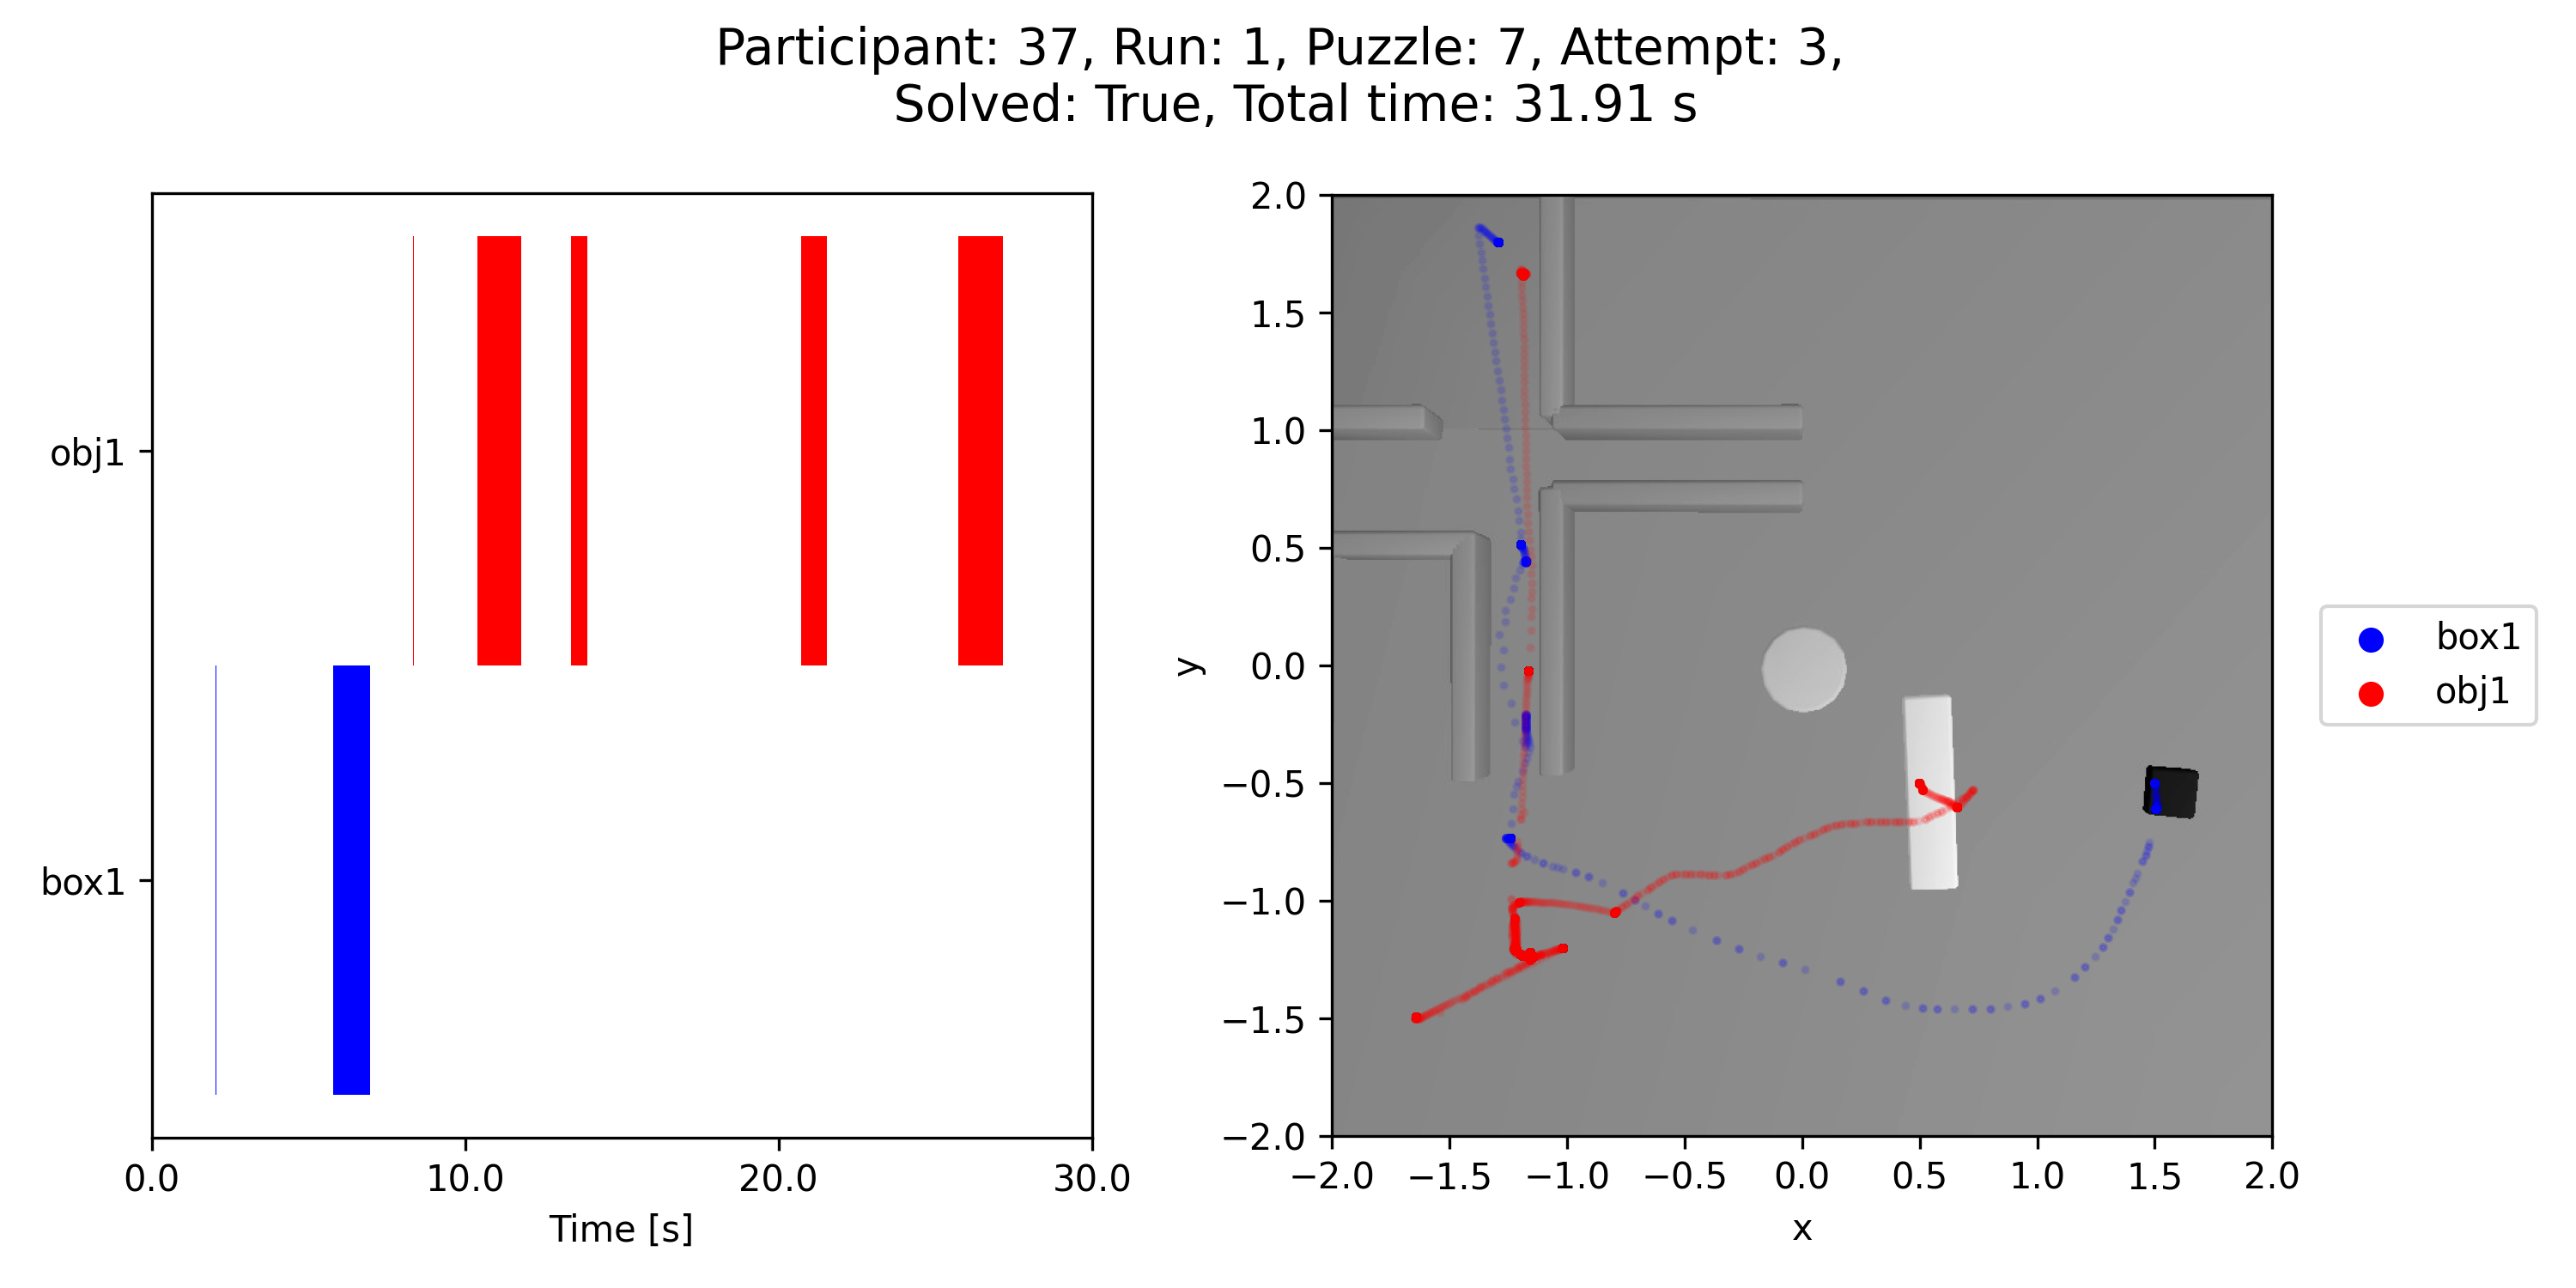 Participant: 37, Run: 1, Puzzle: 7, Attempt: 3,
Solved: True, Total time: 31.91 s
obj1
box1
0.0 10.0 20.0 30.0
Time [s]
2.0
1.5
1.0
0.5
0.0
−0.5
−1.0
−1.5
−2.0
y
−2.0 −1.5 −1.0 −0.5 0.0 0.5 1.0 1.5 2.0
x
box1
obj1